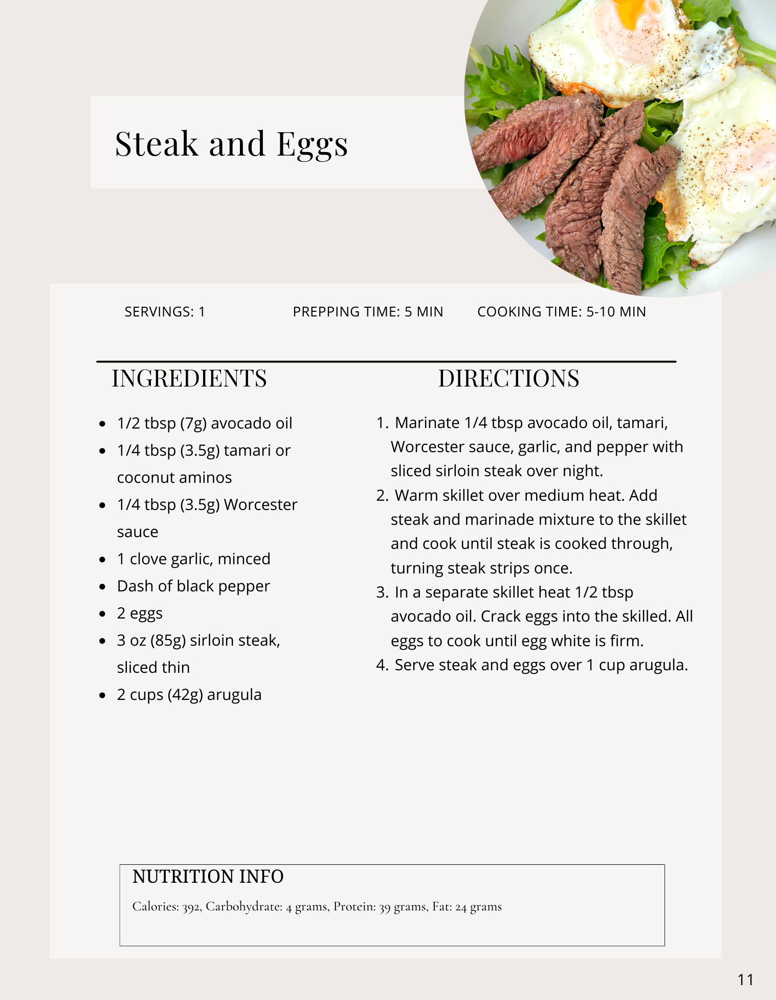 Steak and Eggs
SERVINGS: 1
PREPPING TIME: 5 MIN
COOKING TIME: 5-10 MIN
INGREDIENTS
• 1/2 tbsp (7g) avocado oil
• 1/4 tbsp (3.5g) tamari or
coconut aminos
• 1/4 tbsp (3.5g) Worcester
sauce
• 1 clove garlic, minced
• Dash of black pepper
• 2 eggs
• 3 oz (85g) sirloin steak,
sliced thin
• 2 cups (42g) arugula
DIRECTIONS
1. Marinate 1/4 tbsp avocado oil, tamari,
Worcester sauce, garlic, and pepper with
sliced sirloin steak over night.
2. Warm skillet over medium heat. Add
steak and marinade mixture to the skillet
and cook until steak is cooked through,
turning steak strips once.
3. In a separate skillet heat 1/2 tbsp
avocado oil. Crack eggs into the skilled. All
eggs to cook until egg white is firm.
4. Serve steak and eggs over 1 cup arugula.
NUTRITION INFO
Calories: 392, Carbohydrate: 4 grams, Protein: 39 grams, Fat: 24 grams
11